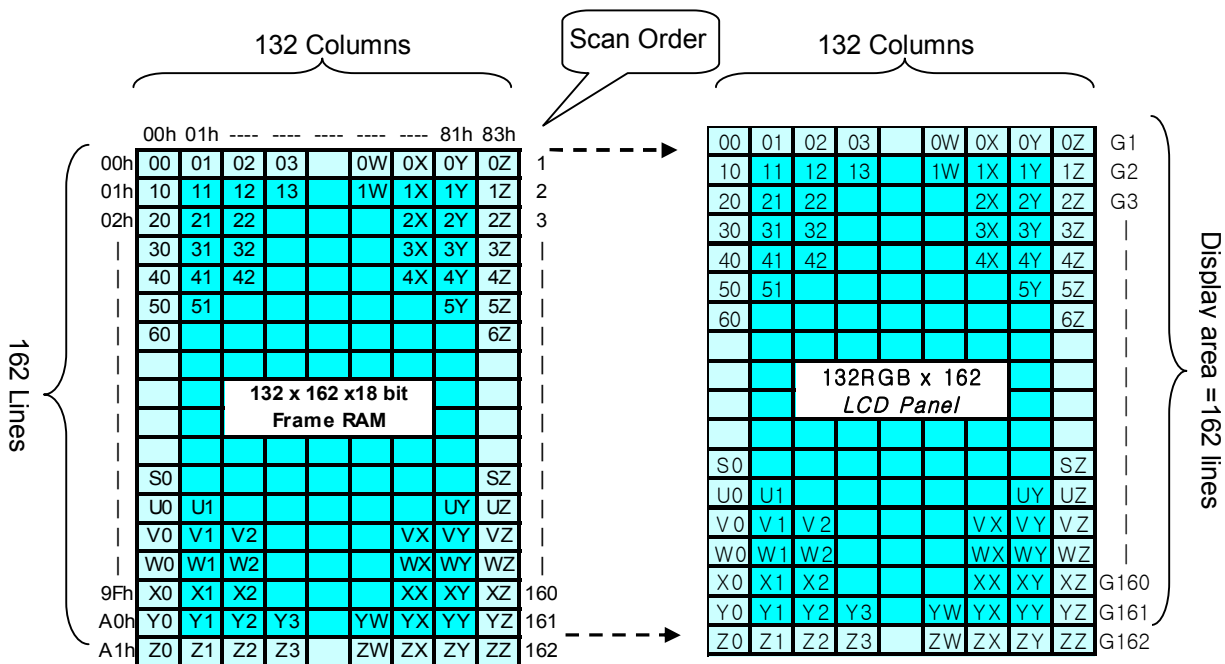 132 Columns
Scan Order
132 Columns
00h 01h ---- ---- ---- ---- ---- 81h 83h
00h 00 01 02 03 0W 0X 0Y 0Z 1
01h 10 11 12 13 1W 1X 1Y 1Z 2
02h 20 21 22 2X 2Y 2Z 3
30 31 32 3X 3Y 3Z
40 41 42 4X 4Y 4Z
50 51 5Y 5Z
60 6Z
132 x 162 x18 bit
Frame RAM
S0 SZ
U0 U1 UY UZ
V0 V1 V2 VX VY VZ
W0 W1 W2 WX WY WZ
9Fh X0 X1 X2 XX XY XZ 160
A0h Y0 Y1 Y2 Y3 YW YX YY YZ 161
A1h Z0 Z1 Z2 Z3 ZW ZX ZY ZZ 162
162 Lines
00 01 02 03 0W 0X 0Y 0Z G1
10 11 12 13 1W 1X 1Y 1Z G2
20 21 22 2X 2Y 2Z G3
30 31 32 3X 3Y 3Z
40 41 42 4X 4Y 4Z
50 51 5Y 5Z
60 6Z
132RGB x 162
LCD Panel
S0 SZ
U0 U1 UY UZ
V0 V1 V2 VX VY VZ
W0 W1 W2 WX WY WZ
X0 X1 X2 XX XY XZ G160
Y0 Y1 Y2 Y3 YW YX YY YZ G161
Z0 Z1 Z2 Z3 ZW ZX ZY ZZ G162
Display area =162 lines